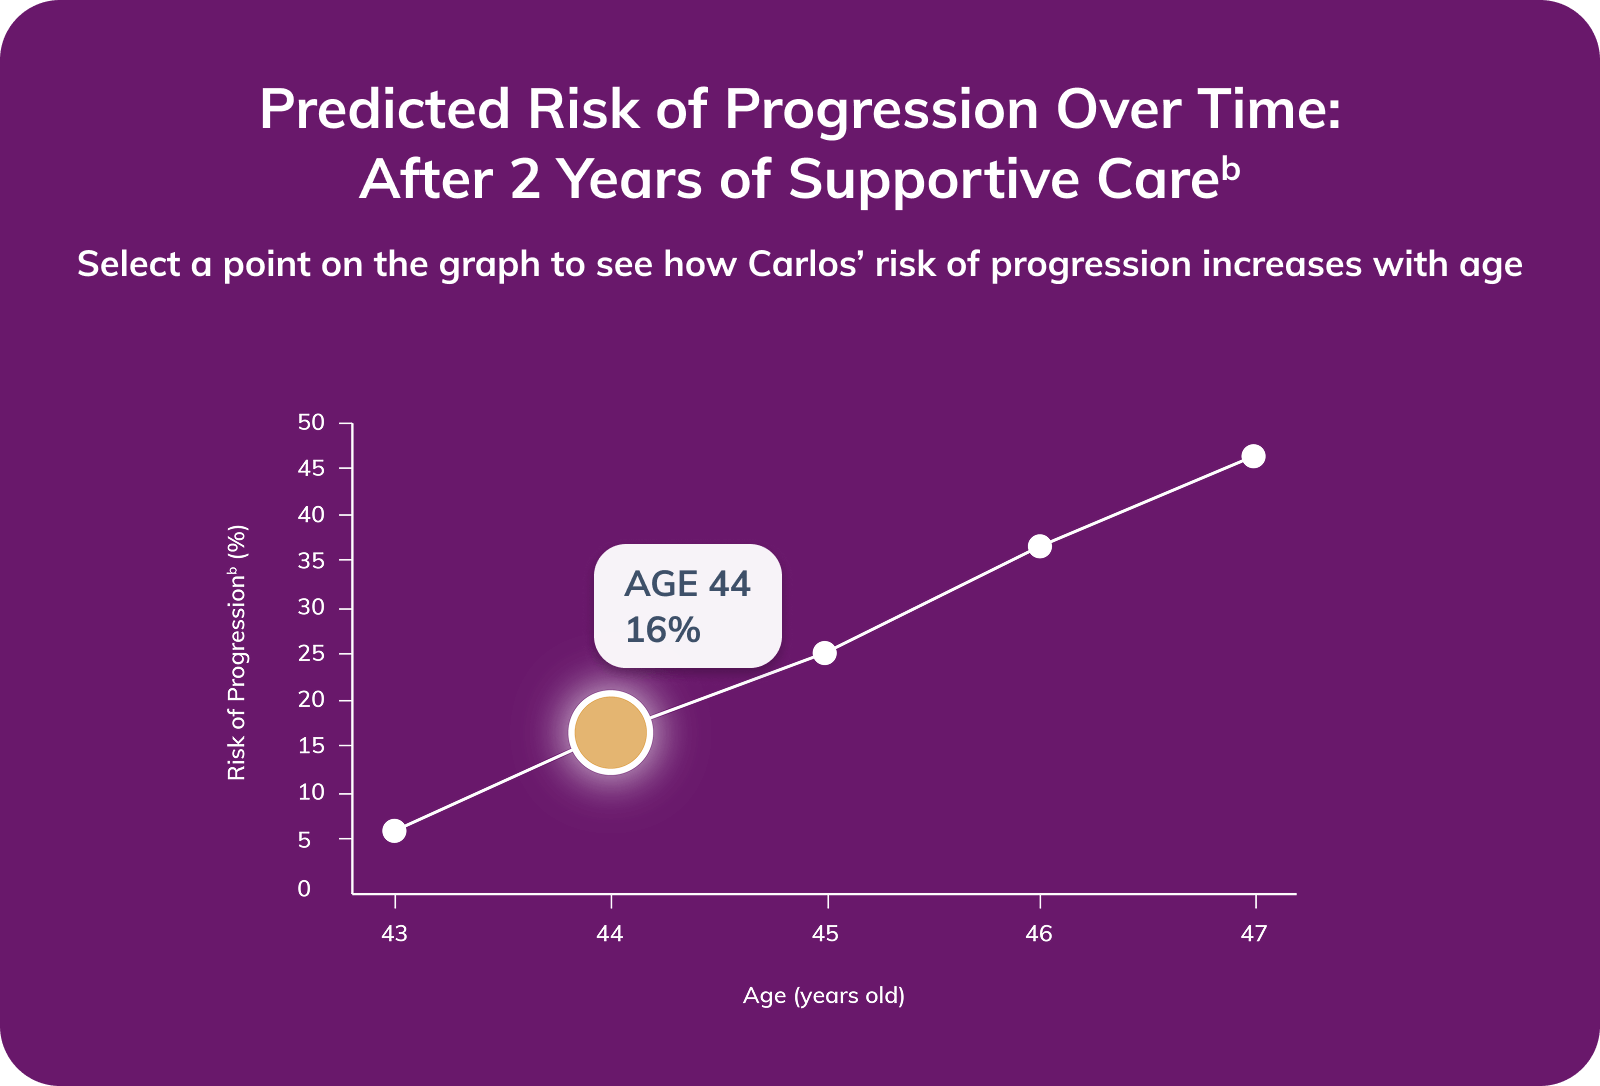 Predicted Risk of Progression Over Time:
After 2 Years of Supportive Careᵇ
Select a point on the graph to see how Carlos’ risk of progression increases with age
Risk of Progressionᵇ (%)
50
45
40
35
30
25
20
15
10
5
0
AGE 44
16%
43 44 45 46 47
Age (years old)